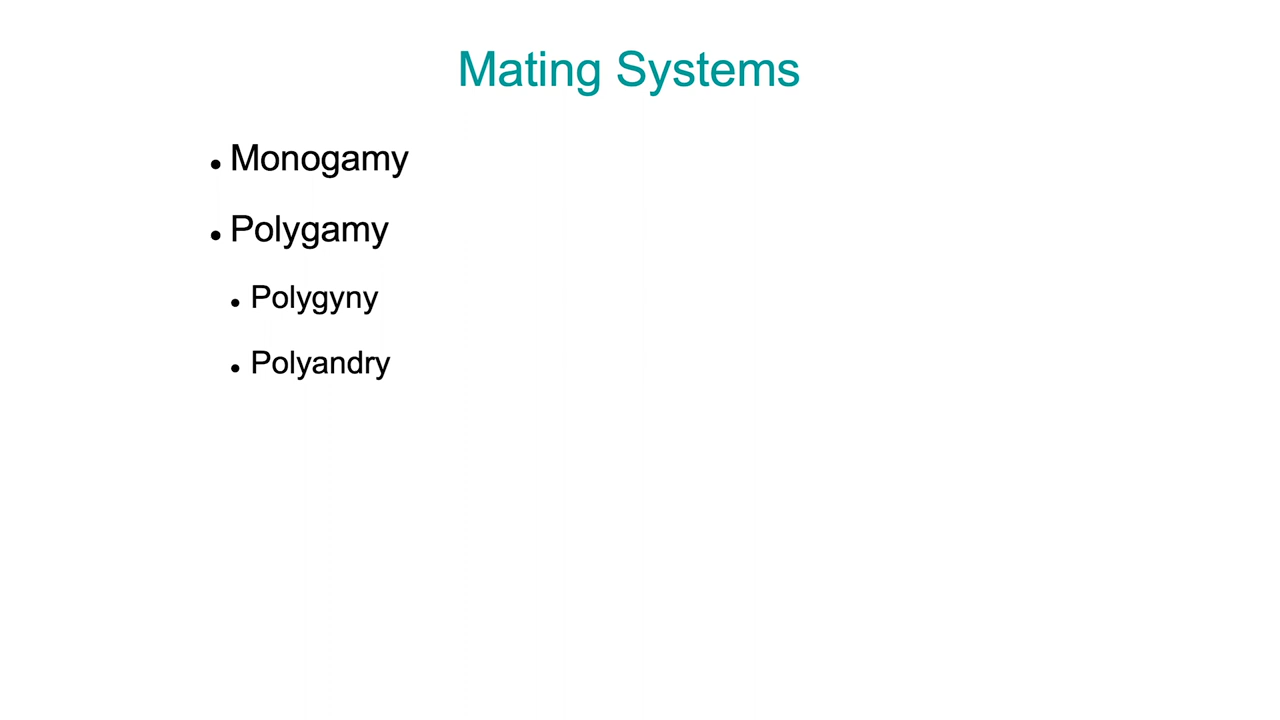 Mating Systems
• Monogamy
• Polygamy
• Polygyny
• Polyandry